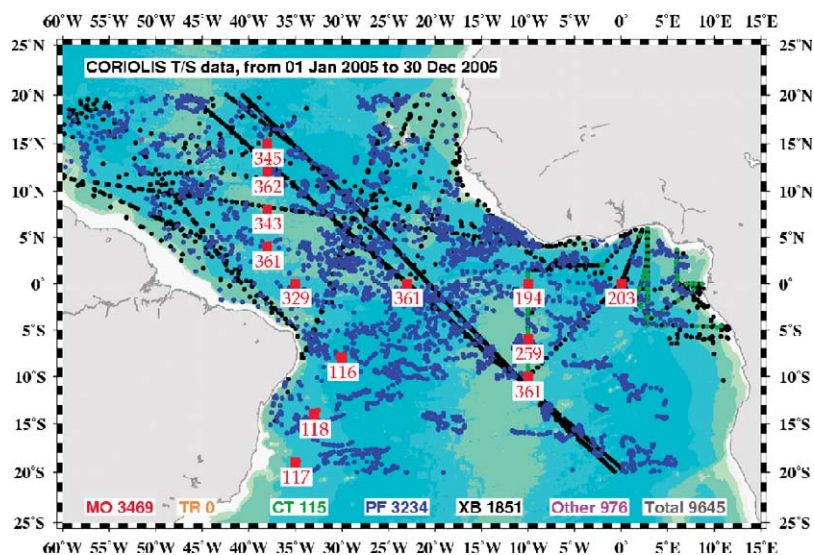 60°W 55°W 50°W 45°W 40°W 35°W 30°W 25°W 20°W 15°W 10°W 5°W 0° 5°E 10°E 15°E
25°N 25°N
CORIOLIS T/S data, from 01 Jan 2005 to 30 Dec 2005
20°N 20°N
15°N 345 15°N
362
10°N 343 10°N
5°N 361 5°N
0° 329 361 194 203 0°
5°S 5°S
259
10°S 116 361 10°S
15°S 118 15°S
20°S 117 20°S
MO 3469 TR 0 CT 115 PF 3234 XB 1851 Other 976 Total 9645
25°S 25°S
60°W 55°W 50°W 45°W 40°W 35°W 30°W 25°W 20°W 15°W 10°W 5°W 0° 5°E 10°E 15°E